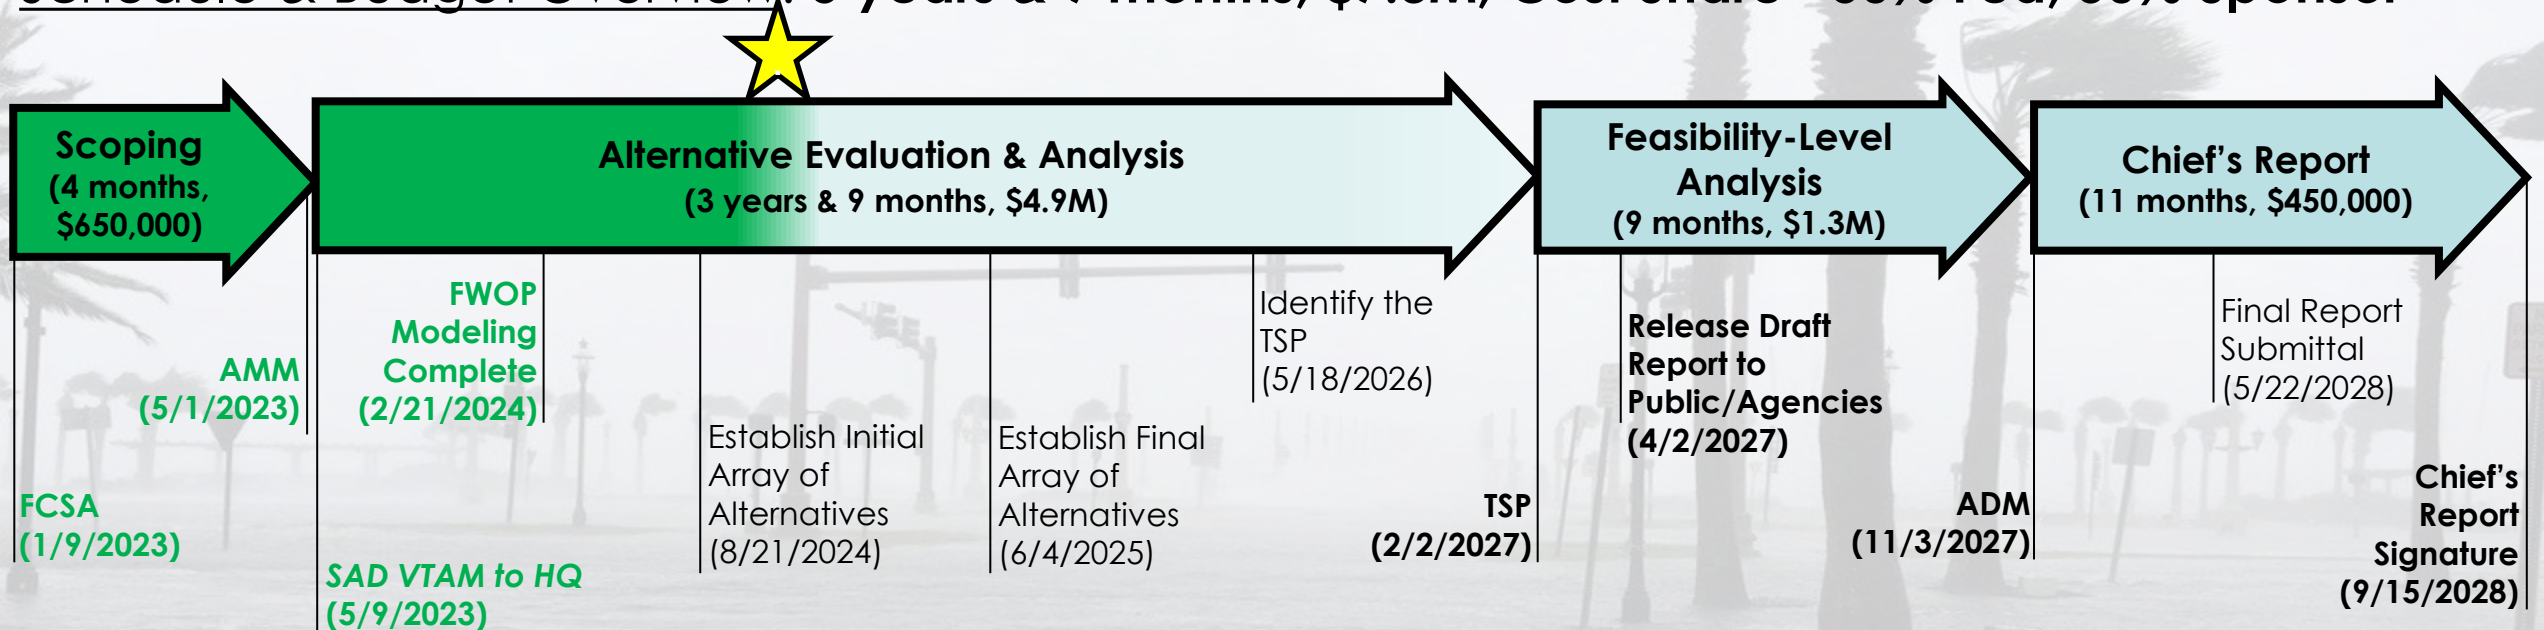 Scoping
(4 months,
$650,000)
Alternative Evaluation & Analysis
(3 years & 9 months, $4.9M)
Feasibility-Level
Analysis
(9 months, $1.3M)
Chief’s Report
(11 months, $450,000)
FCSA
(1/9/2023)
AMM
(5/1/2023)
SAD VTAM to HQ
(5/9/2023)
FWOP
Modeling
Complete
(2/21/2024)
Establish Initial
Array of
Alternatives
(8/21/2024)
Establish Final
Array of
Alternatives
(6/4/2025)
Identify the
TSP
(5/18/2026)
TSP
(2/2/2027)
Release Draft
Report to
Public/Agencies
(4/2/2027)
ADM
(11/3/2027)
Final Report
Submittal
(5/22/2028)
Chief’s
Report
Signature
(9/15/2028)